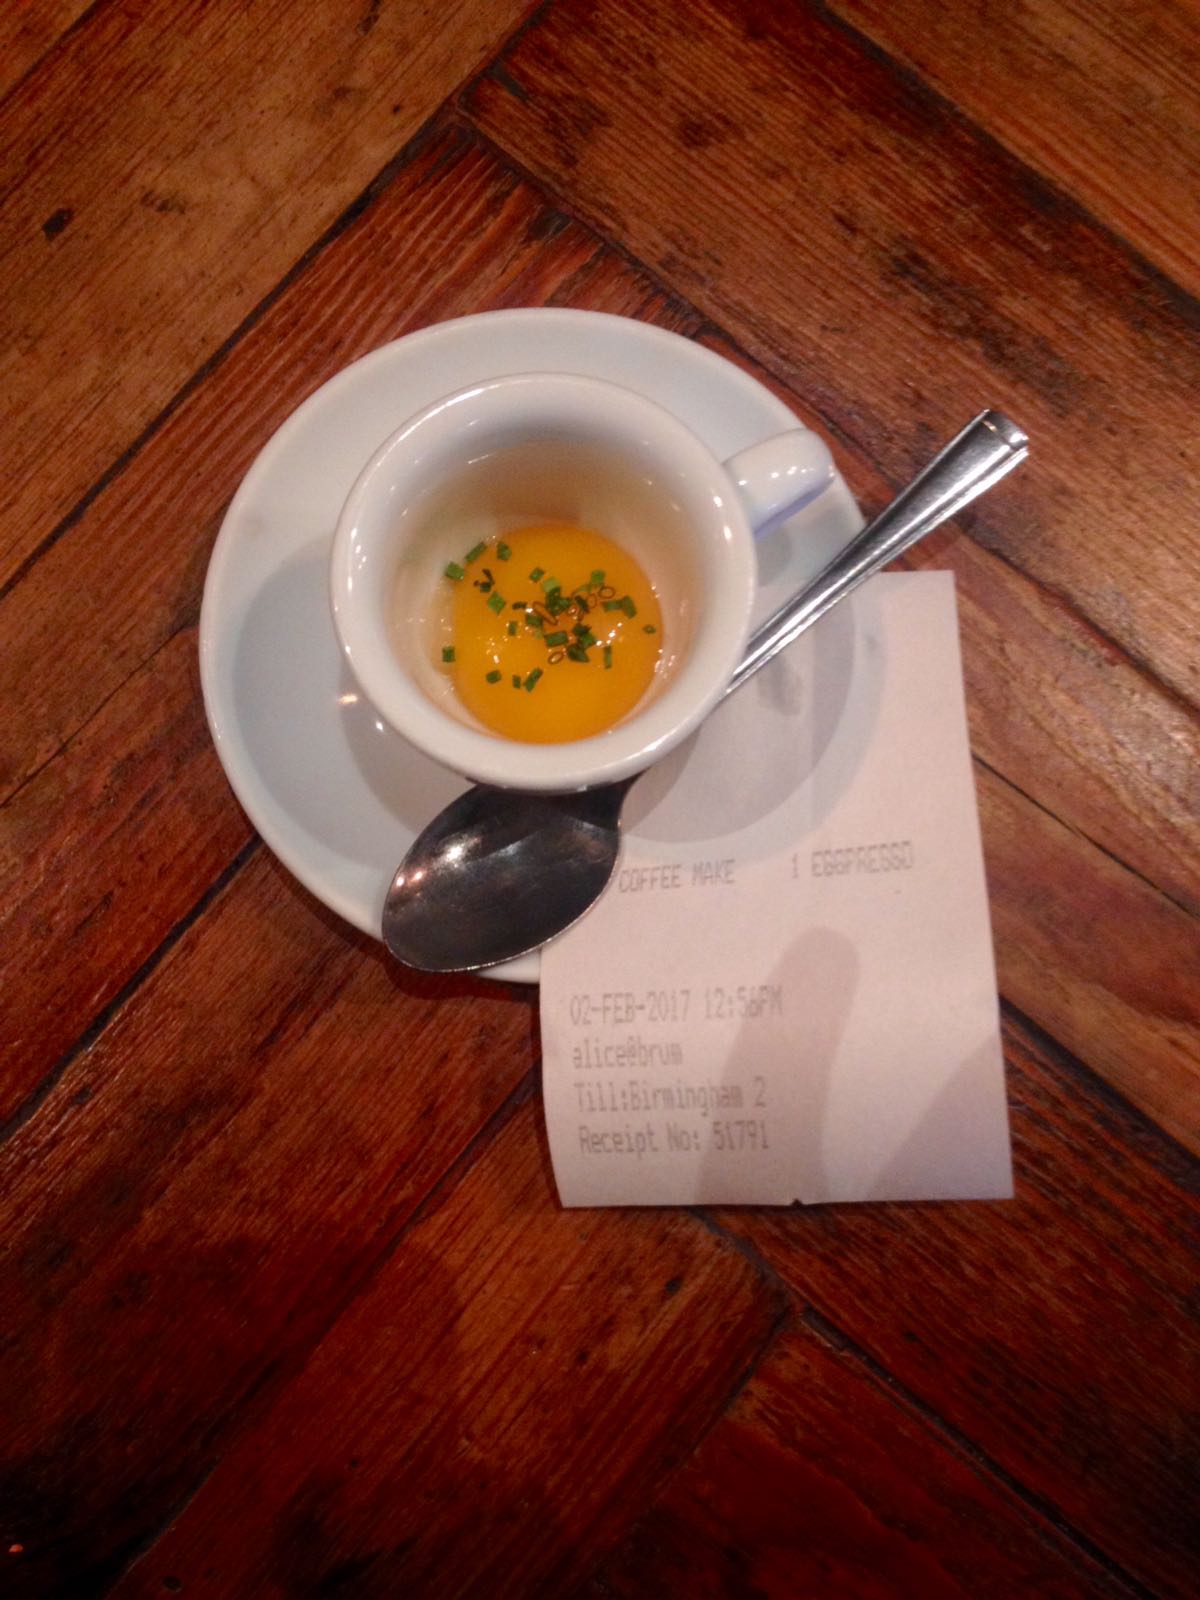 COFFEE MAKE 1 EGGPRESSO
02-FEB-2017 12:56PM
alice@brum
Till:Birmingham 2
Receipt No: 51791